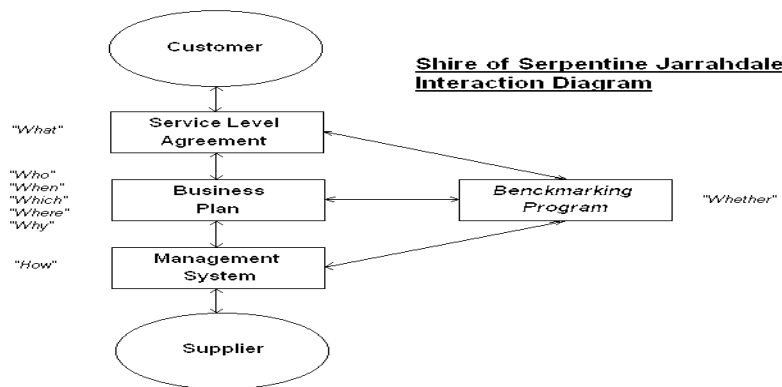 Customer
Shire of Serpentine Jarrahdale
Interaction Diagram
"What"
Service Level
Agreement
"Who"
"When"
"Which"
"Where"
"Why"
Business
Plan
Benckmarking
Program
"Whether"
"How"
Management
System
Supplier